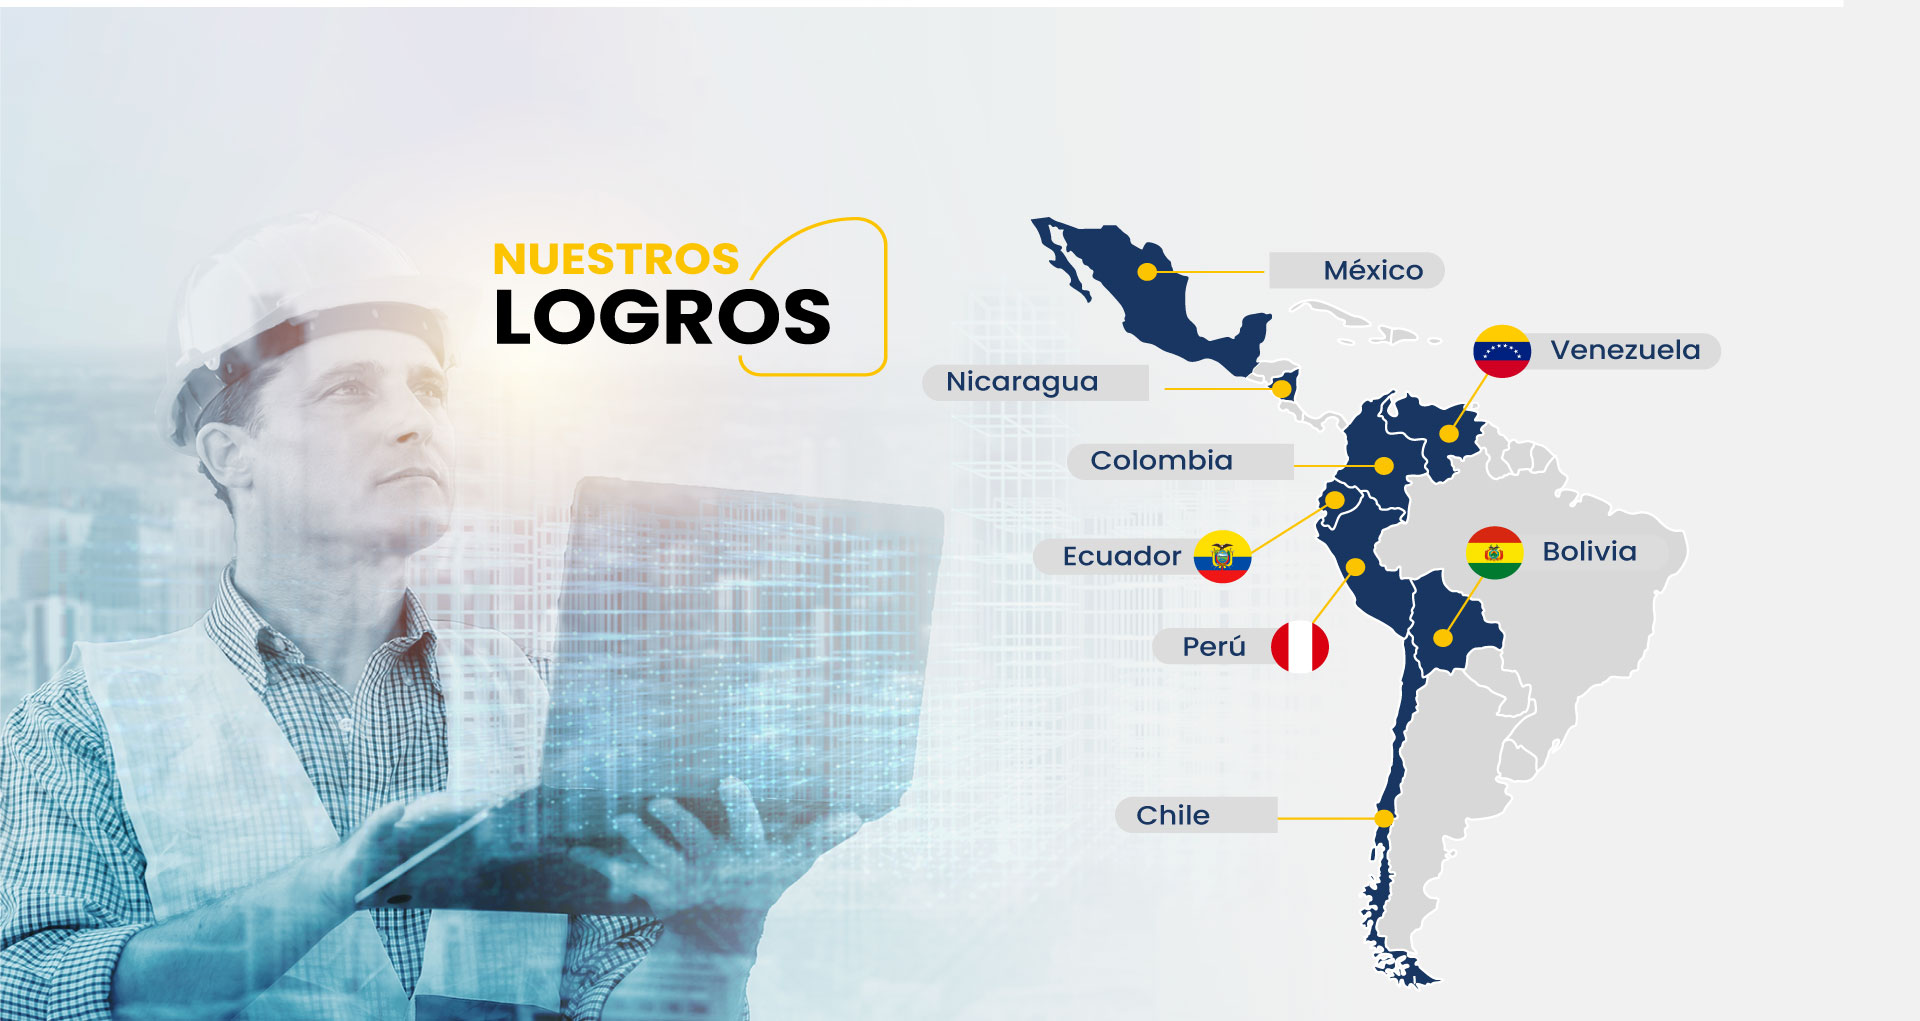 NUESTROS
LOGROS
México
Venezuela
Nicaragua
Colombia
Ecuador
Bolivia
Perú
Chile